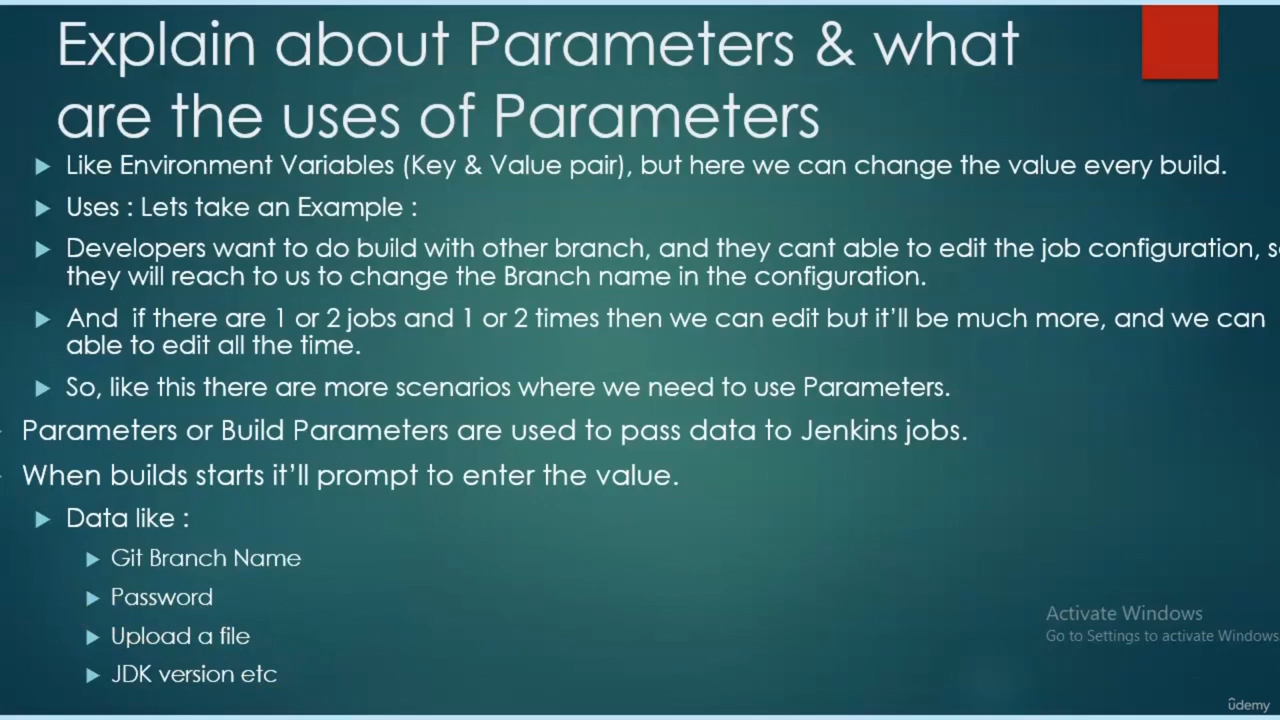 Explain about Parameters & what
are the uses of Parameters
Like Environment Variables (Key & Value pair), but here we can change the value every build.
Uses : Lets take an Example :
Developers want to do build with other branch, and they cant able to edit the job configuration,
they will reach to us to change the Branch name in the configuration.
And if there are 1 or 2 jobs and 1 or 2 times then we can edit but it'll be much more, and we can
able to edit all the time.
So, like this there are more scenarios where we need to use Parameters.
Parameters or Build Parameters are used to pass data to Jenkins jobs.
When builds starts it'll prompt to enter the value.
Data like :
Git Branch Name
Password
Upload a file
JDK version etc
Activate Windows
Go to Settings to activate Windows
ûdemy